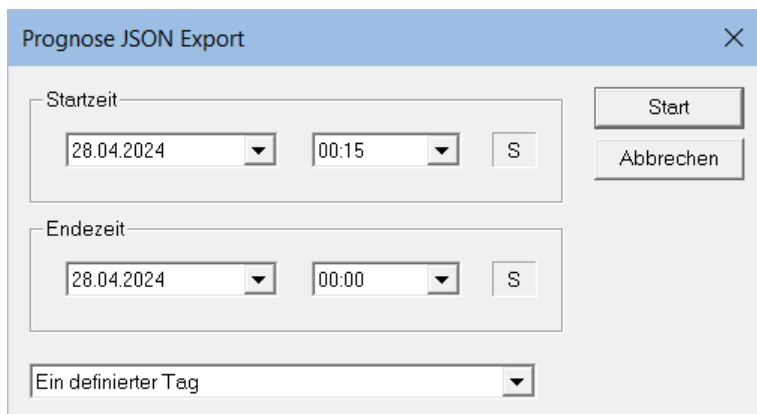 Prognose JSON Export
Startzeit
Start
28.04.2024 00:15 S
Abbrechen
Endezeit
28.04.2024 00:00 S
Ein definierter Tag